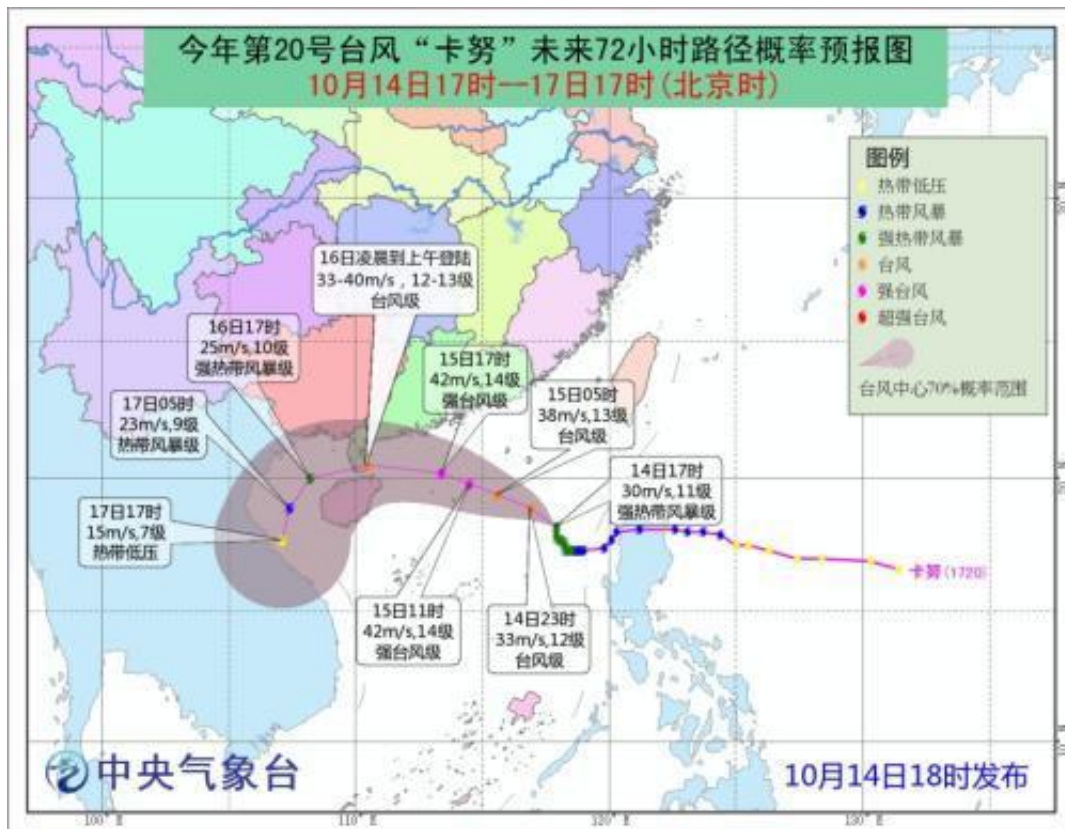 今年第20号台风“卡努”未来72小时路径概率预报图
10月14日17时--17日17时(北京时)
图例
热带低压
热带风暴
强热带风暴
台风
强台风
超强台风
台风中心70%概率范围
16日凌晨到上午登陆
33-40m/s，12-13级
台风级
16日17时
25m/s,10级
强热带风暴级
15日17时
42m/s,14级
强台风级
15日05时
38m/s,13级
台风级
17日05时
23m/s,9级
热带风暴级
14日17时
30m/s,11级
强热带风暴级
17日17时
15m/s,7级
热带低压
卡努(1720)
15日11时
42m/s,14级
强台风级
14日23时
33m/s,12级
台风级
中央气象台
10月14日18时发布
100° E
110° E
120° E
130° E